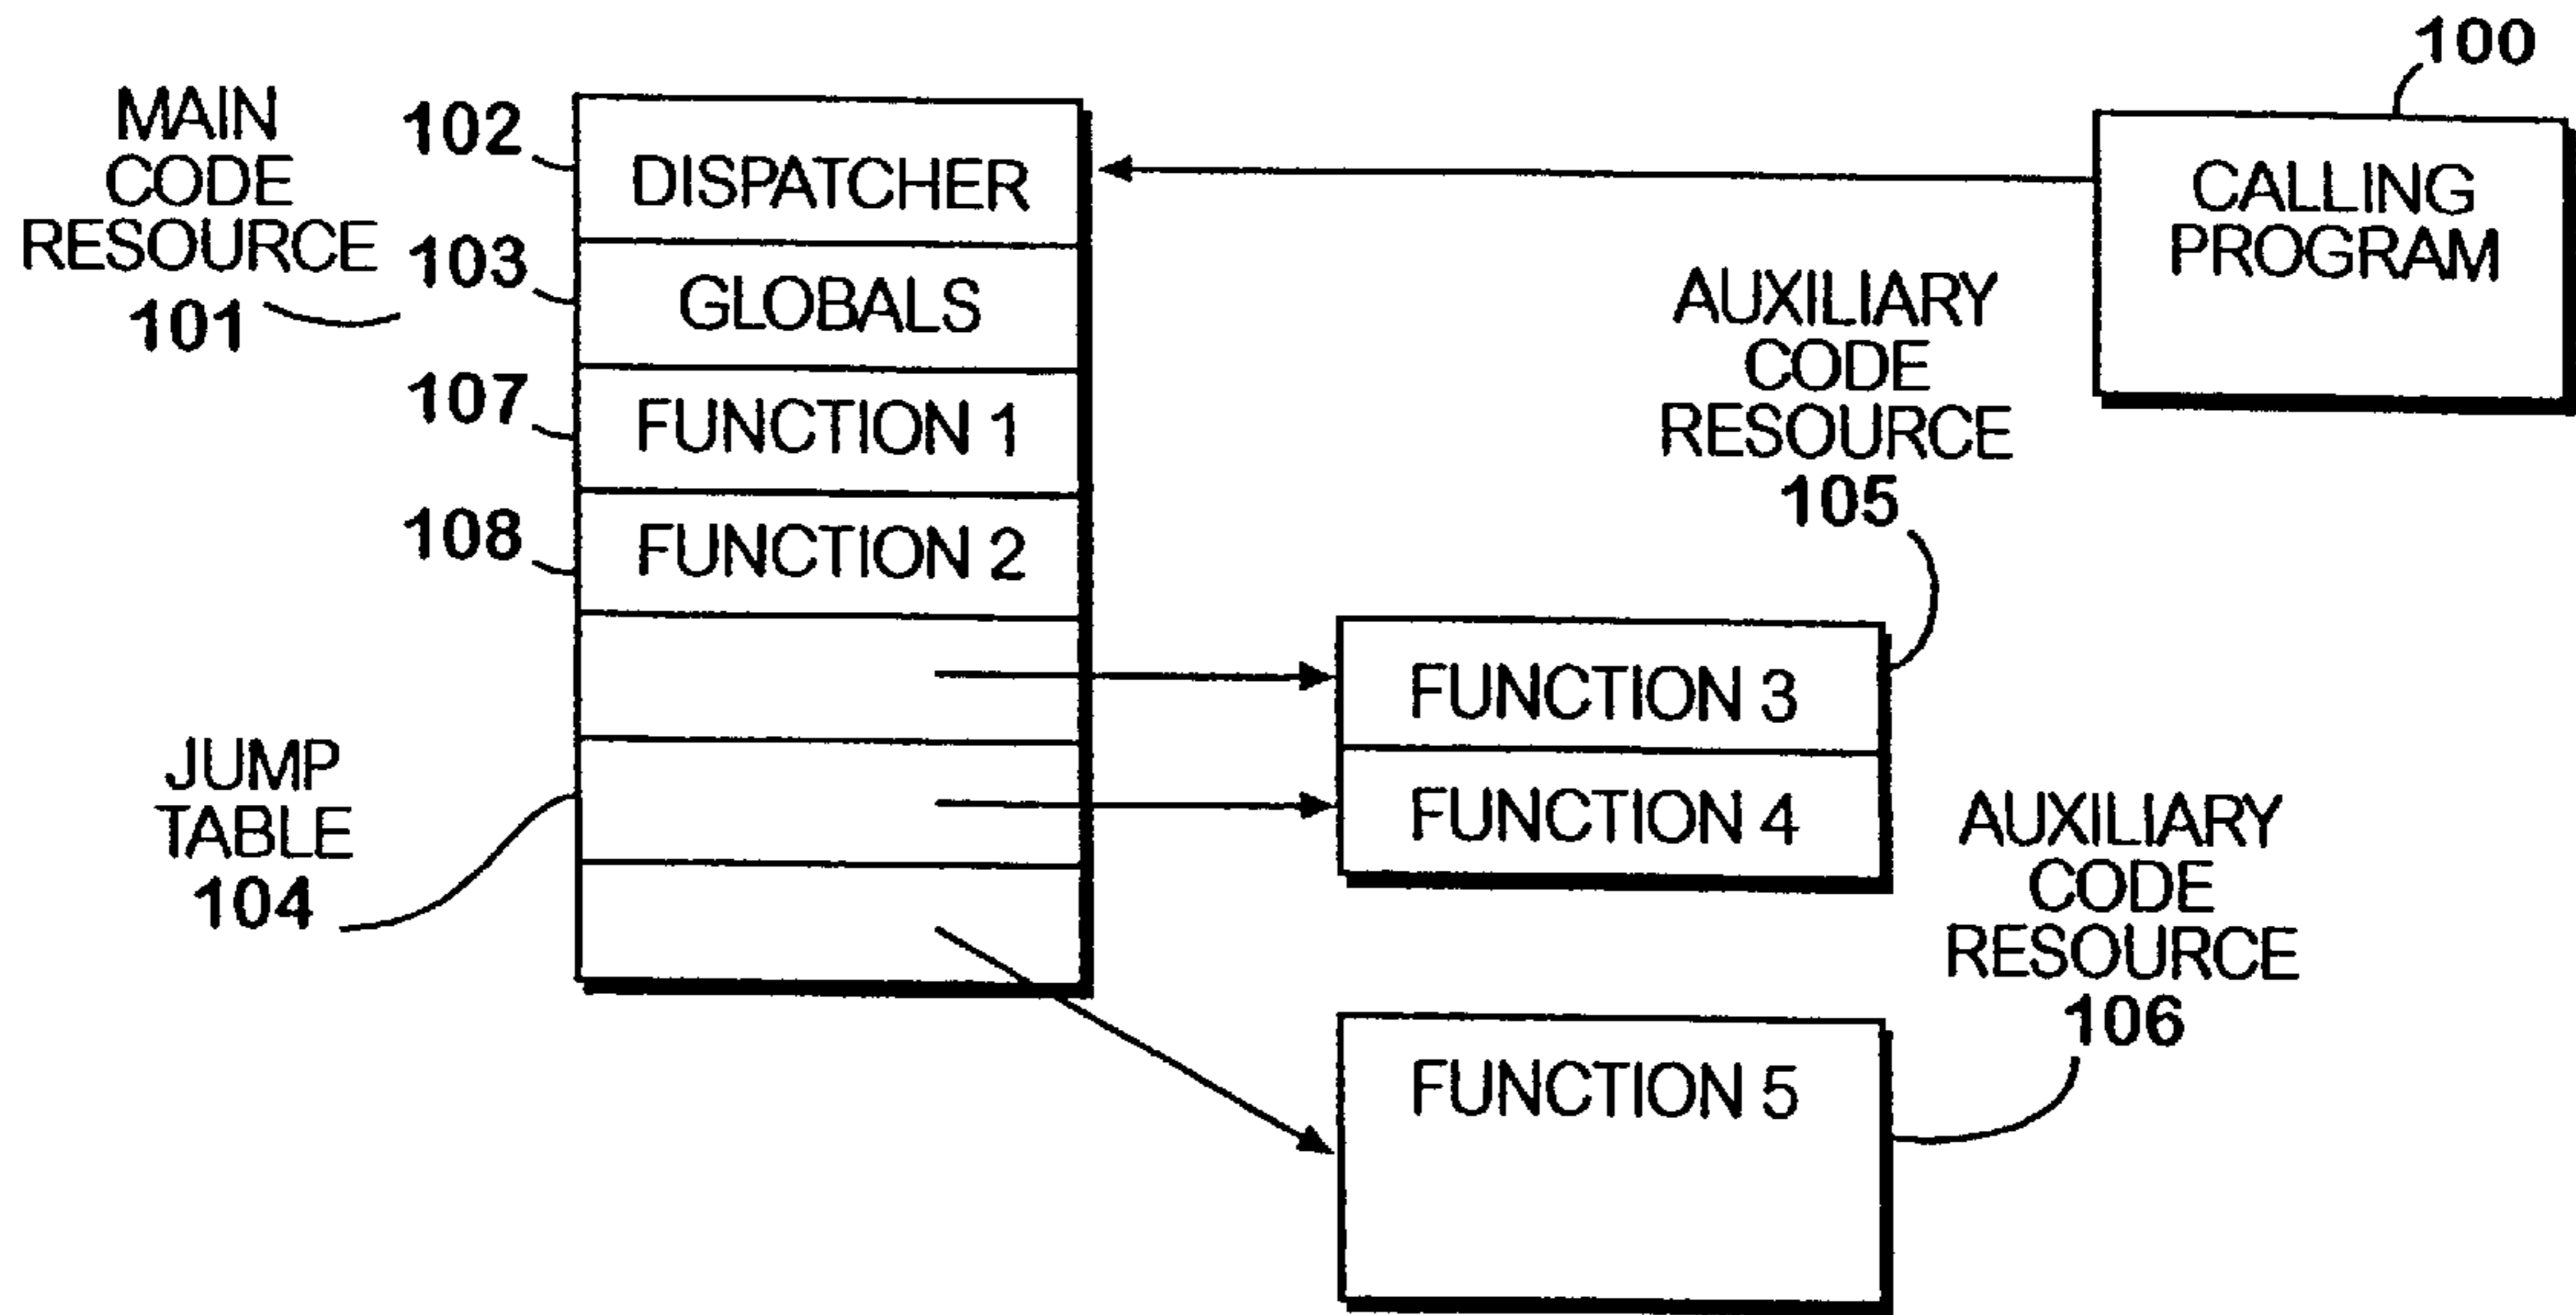 MAIN
CODE
RESOURCE
101
102
DISPATCHER
103
GLOBALS
107
FUNCTION 1
108
FUNCTION 2
JUMP
TABLE
104
100
CALLING
PROGRAM
AUXILIARY
CODE
RESOURCE
105
FUNCTION 3
FUNCTION 4
AUXILIARY
CODE
RESOURCE
106
FUNCTION 5